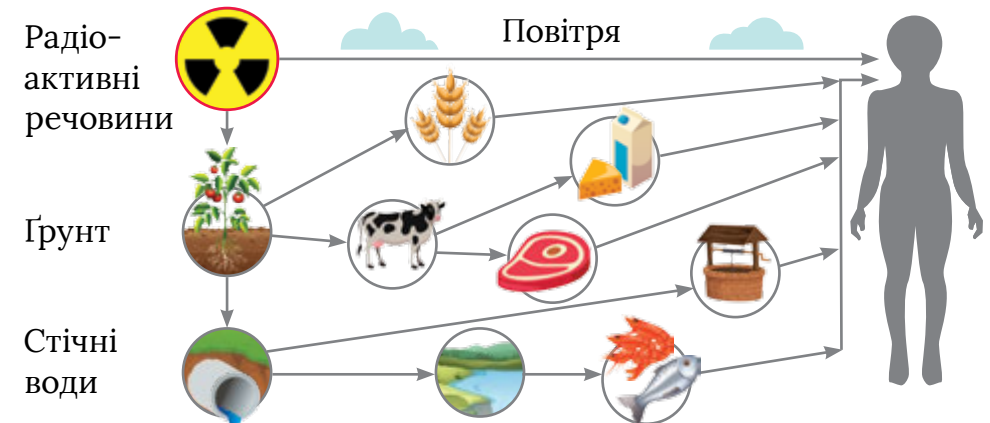 Радіо-
активні
речовини
Повітря
Ґрунт
Стічні
води